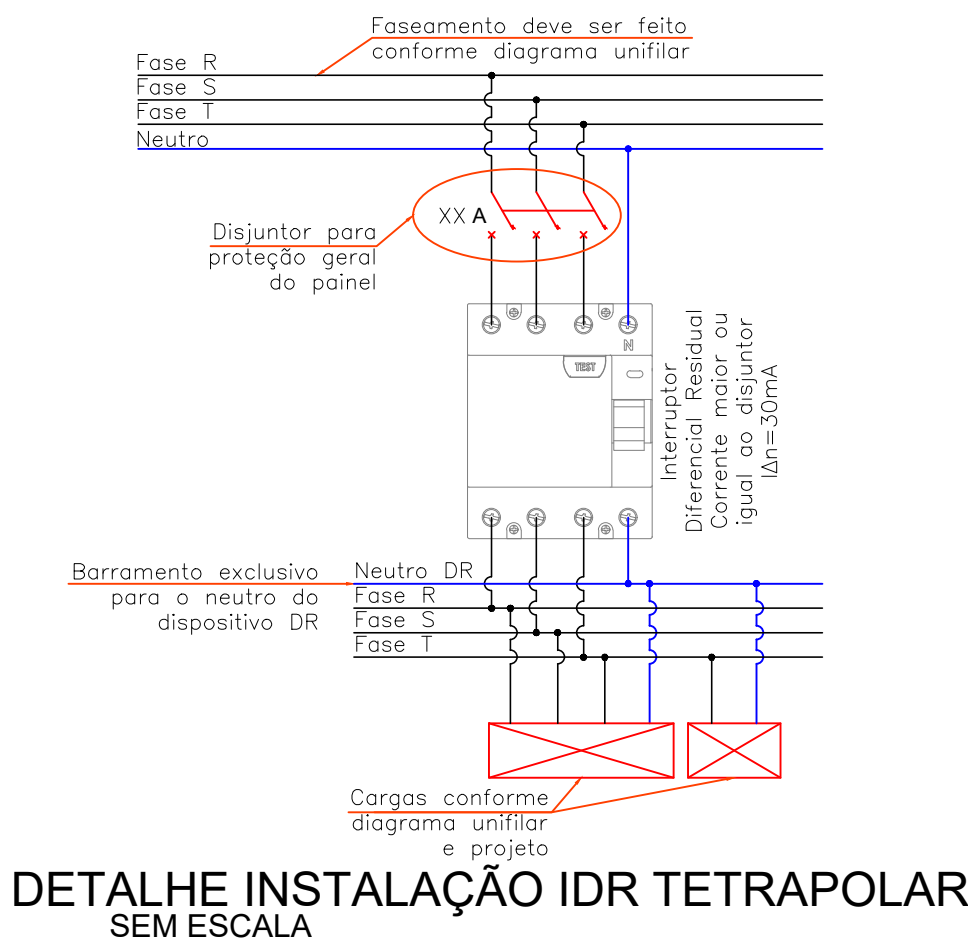 Faseamento deve ser feito
conforme diagrama unifilar
Fase R
Fase S
Fase T
Neutro
XX A
Disjuntor para
proteção geral
do painel
N
TEST
Interruptor
Diferencial Residual
Corrente maior ou
igual ao disjuntor
IΔn=30mA
Barramento exclusivo
para o neutro do
dispositivo DR
Neutro DR
Fase R
Fase S
Fase T
Cargas conforme
diagrama unifilar
e projeto
DETALHE INSTALAÇÃO IDR TETRAPOLAR
SEM ESCALA